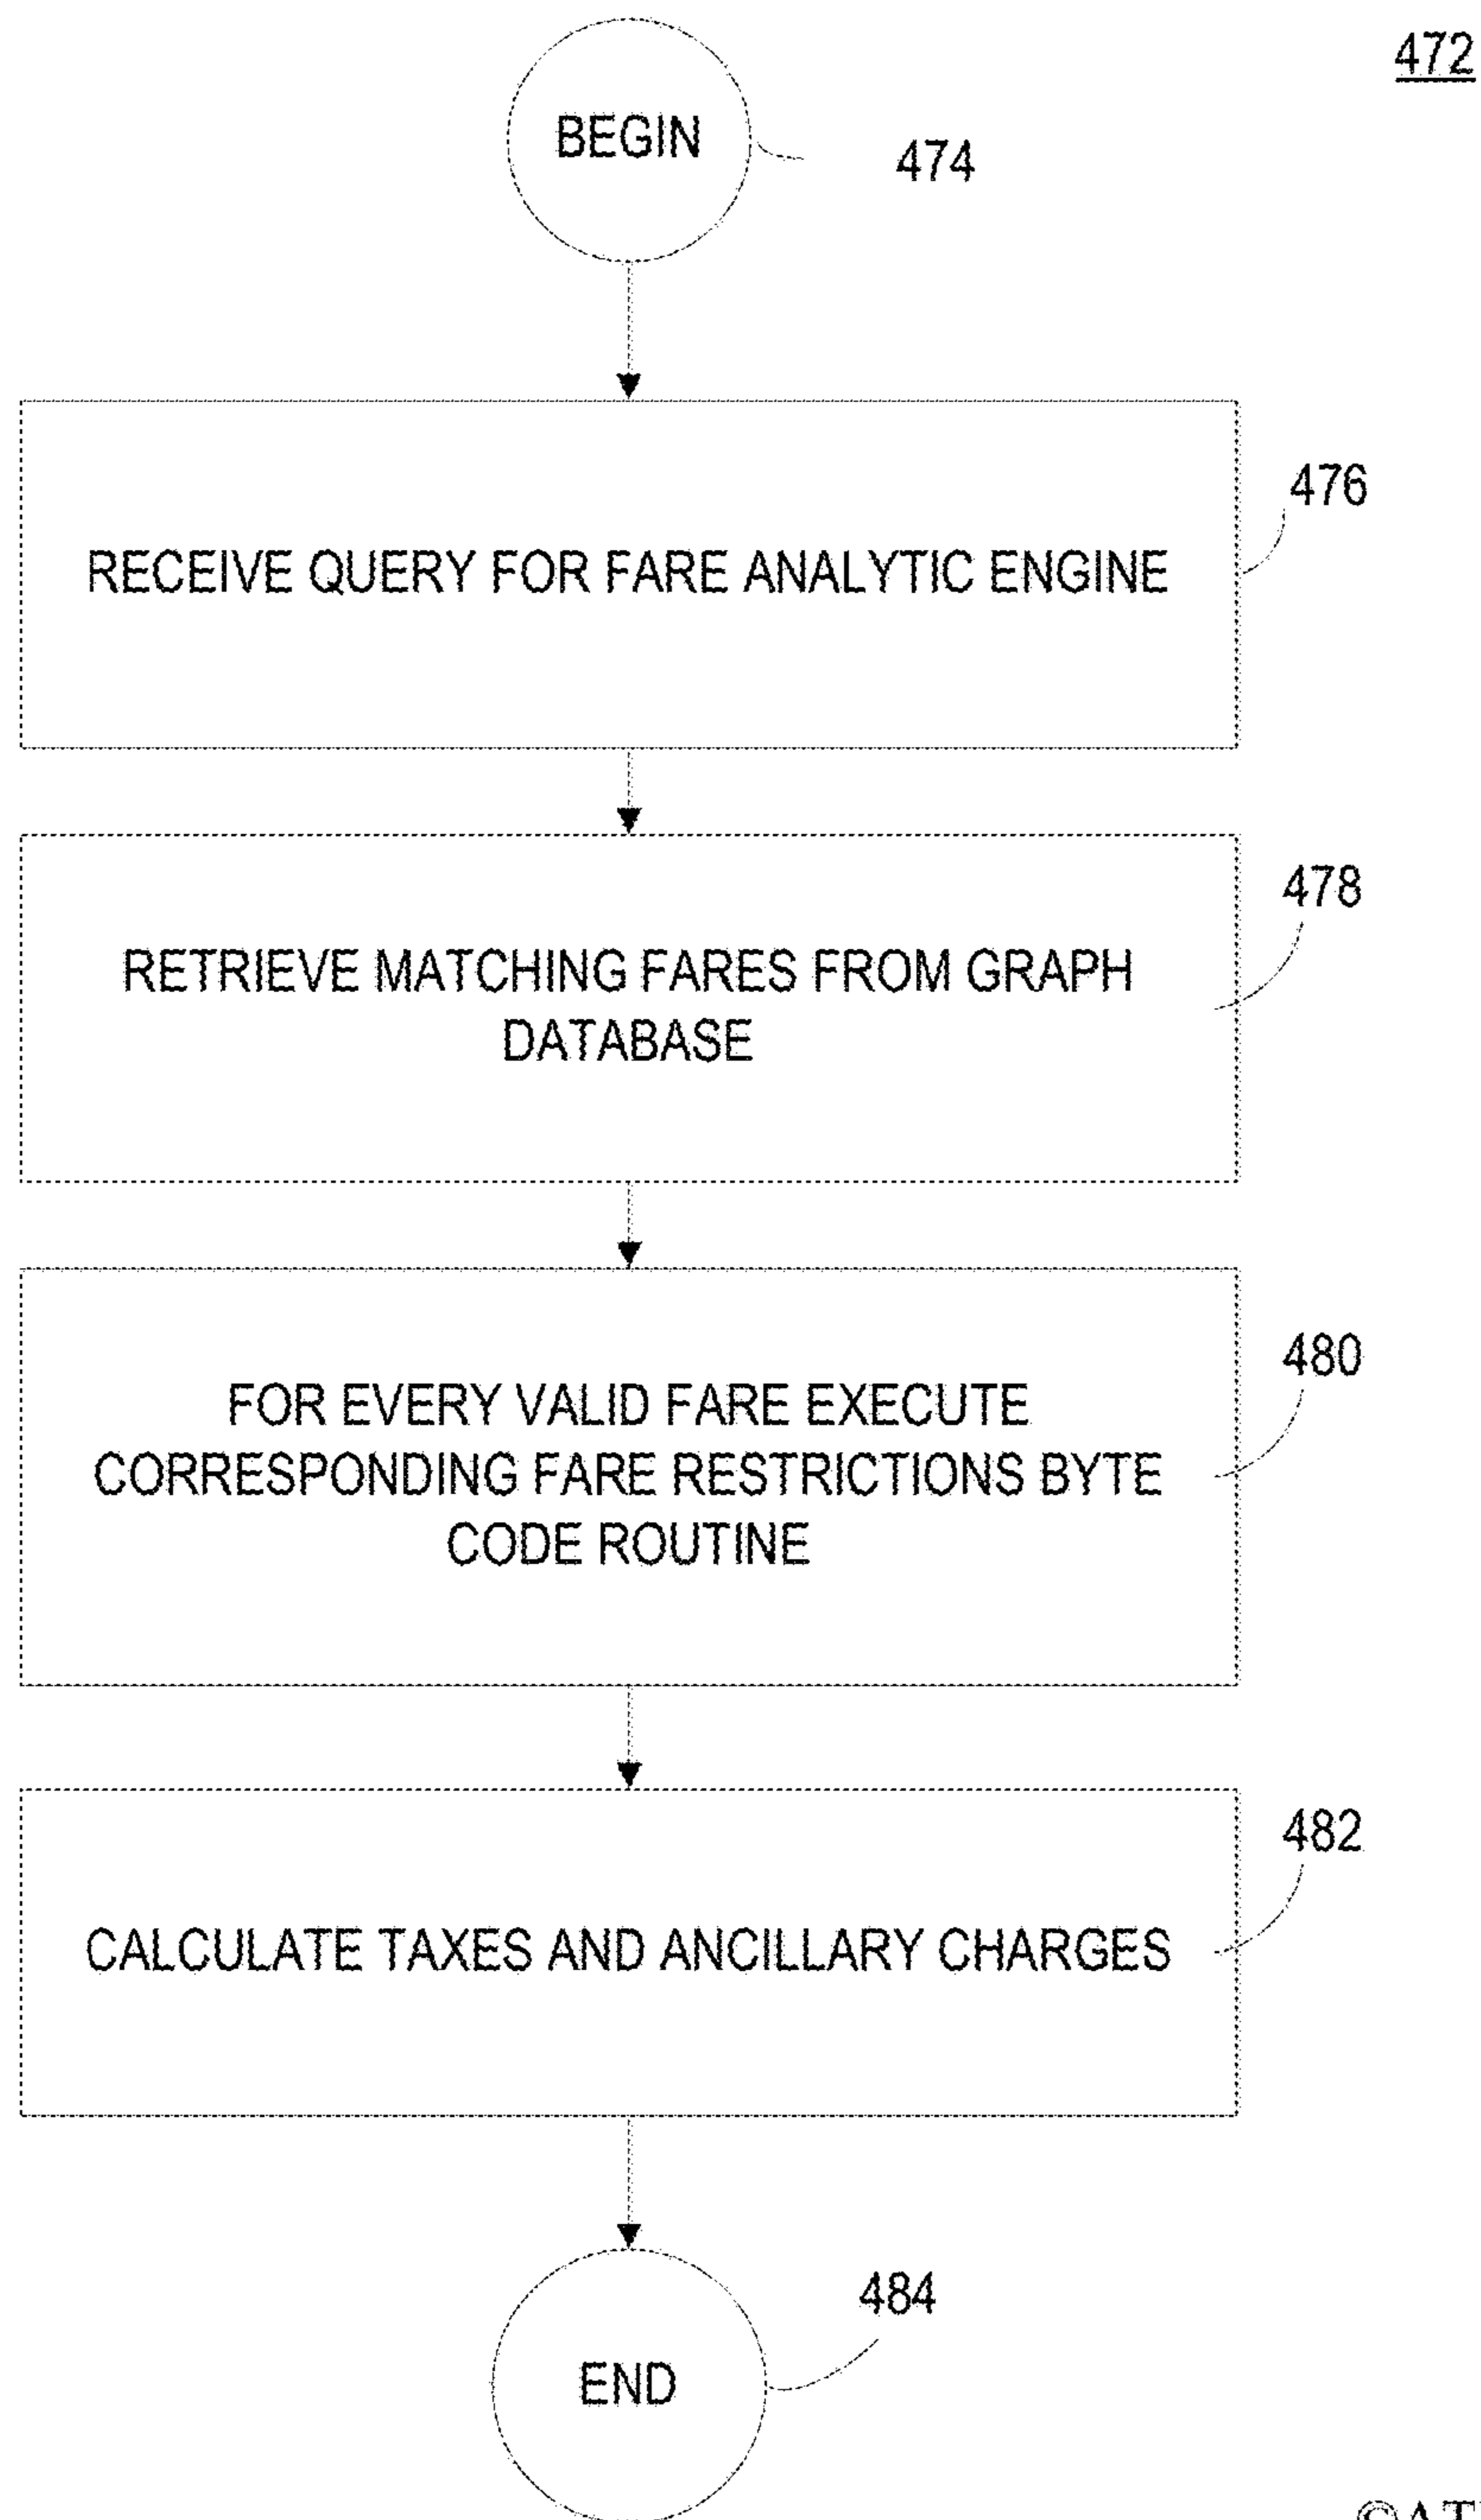 472
BEGIN
474
476
RECEIVE QUERY FOR FARE ANALYTIC ENGINE
478
RETRIEVE MATCHING FARES FROM GRAPH
DATABASE
480
FOR EVERY VALID FARE EXECUTE
CORRESPONDING FARE RESTRICTIONS BYTE
CODE ROUTINE
482
CALCULATE TAXES AND ANCILLARY CHARGES
484
END